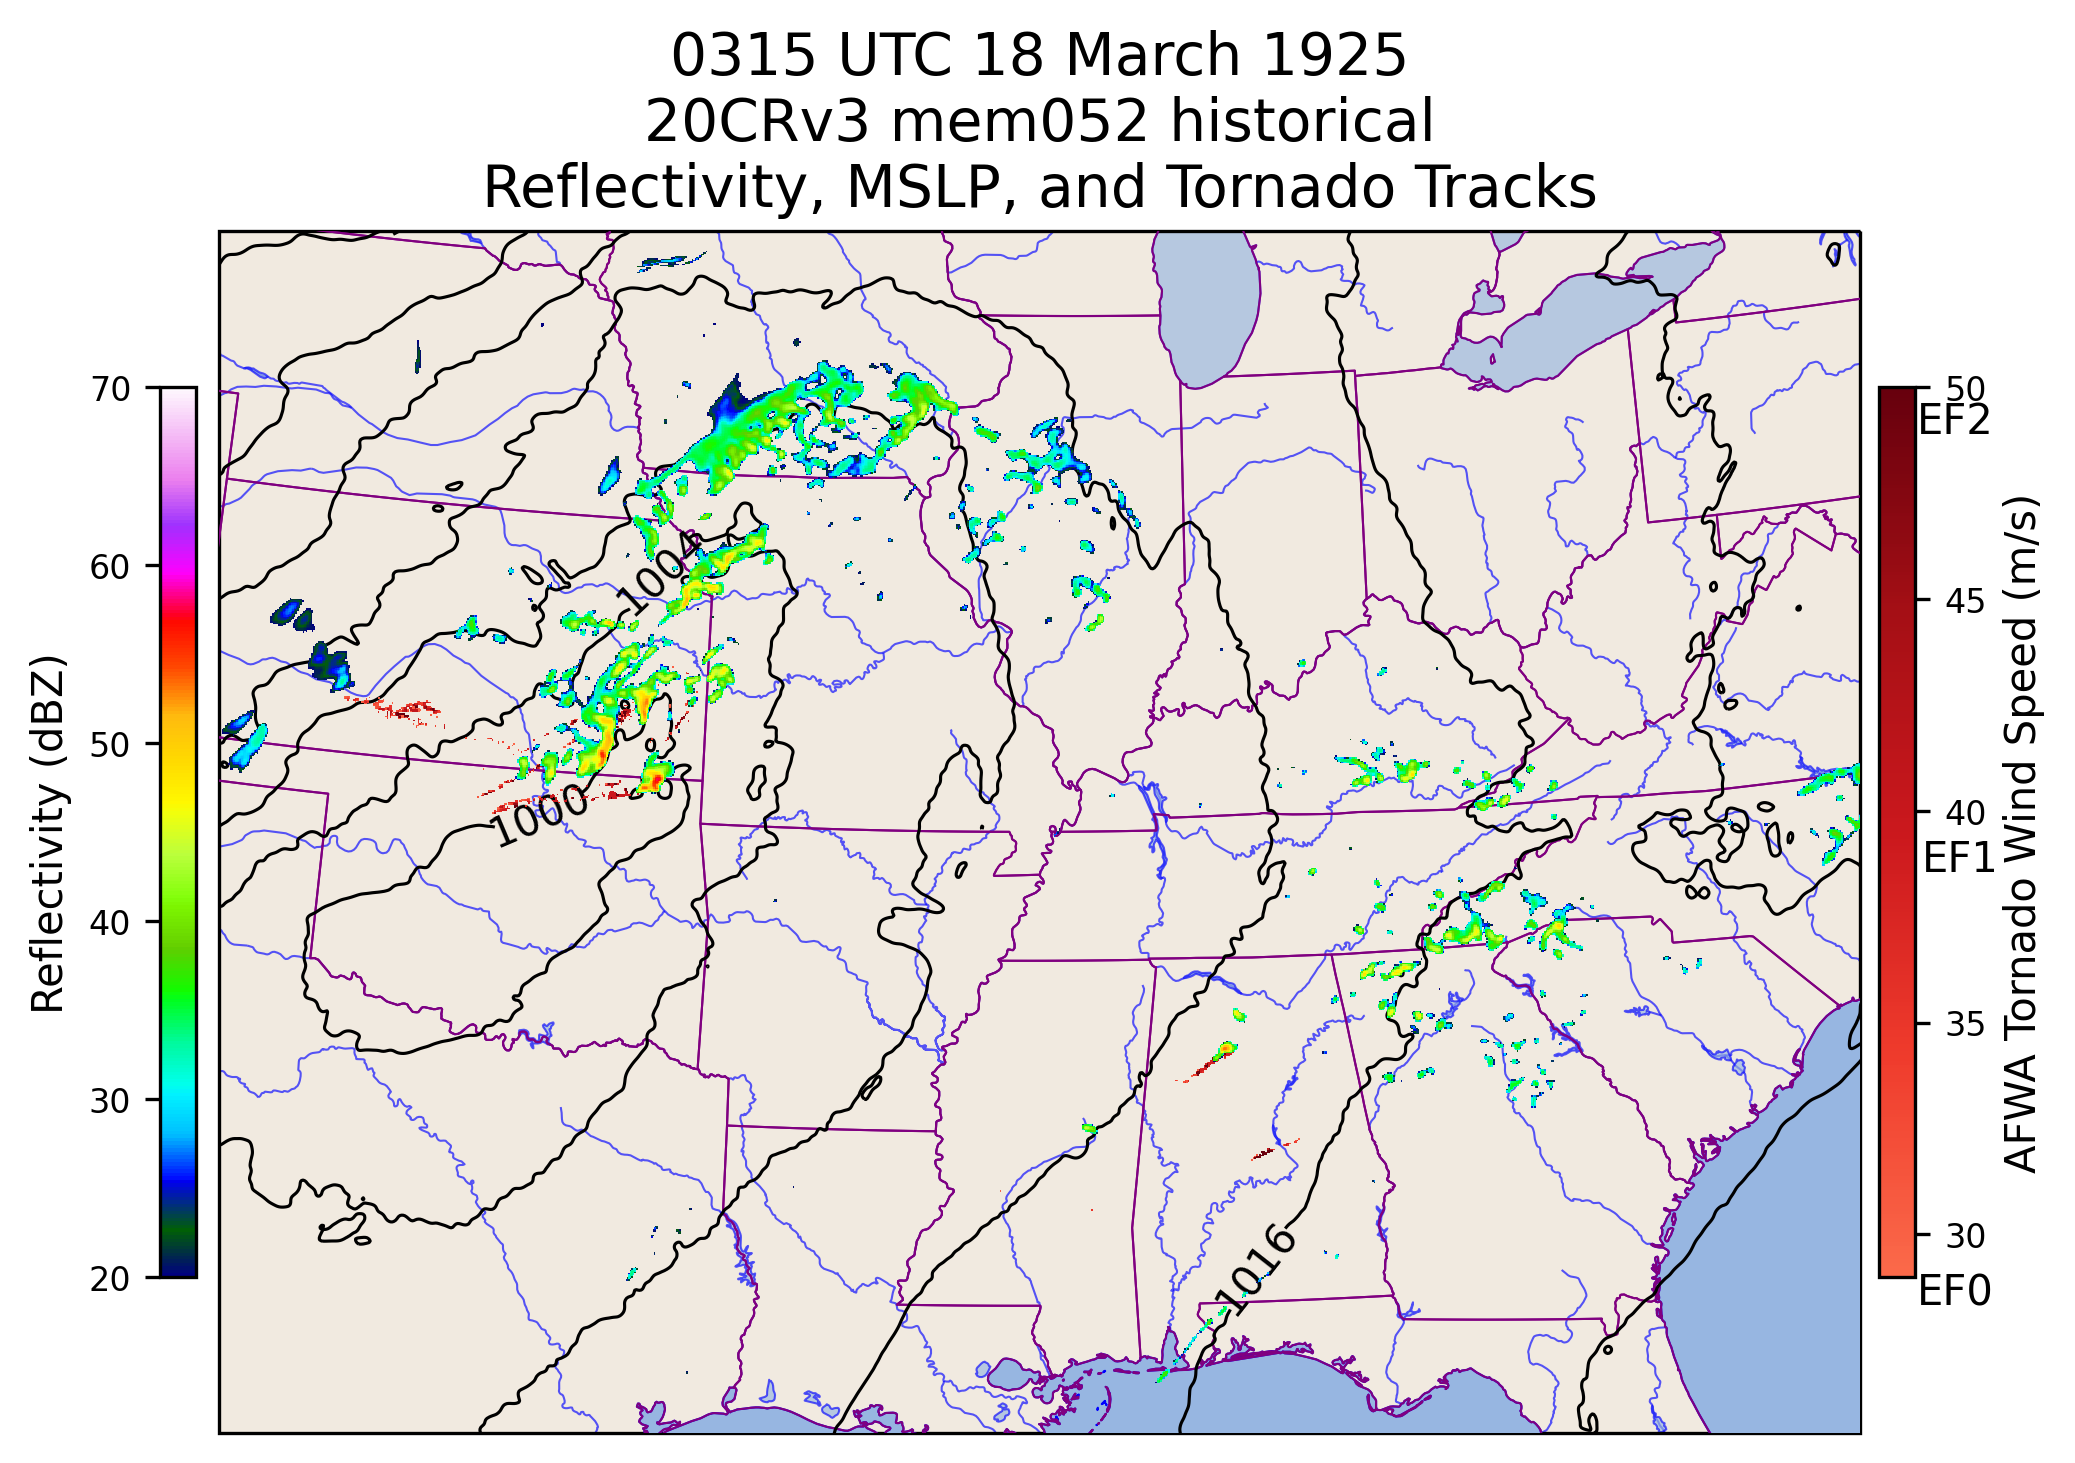 0315 UTC 18 March 1925
20CRv3 mem052 historical
Reflectivity, MSLP, and Tornado Tracks
70
60
50
40
30
20
Reflectivity (dBZ)
1004
1000
1016
50
EF2
45
40
EF1
35
30
EF0
AFWA Tornado Wind Speed (m/s)